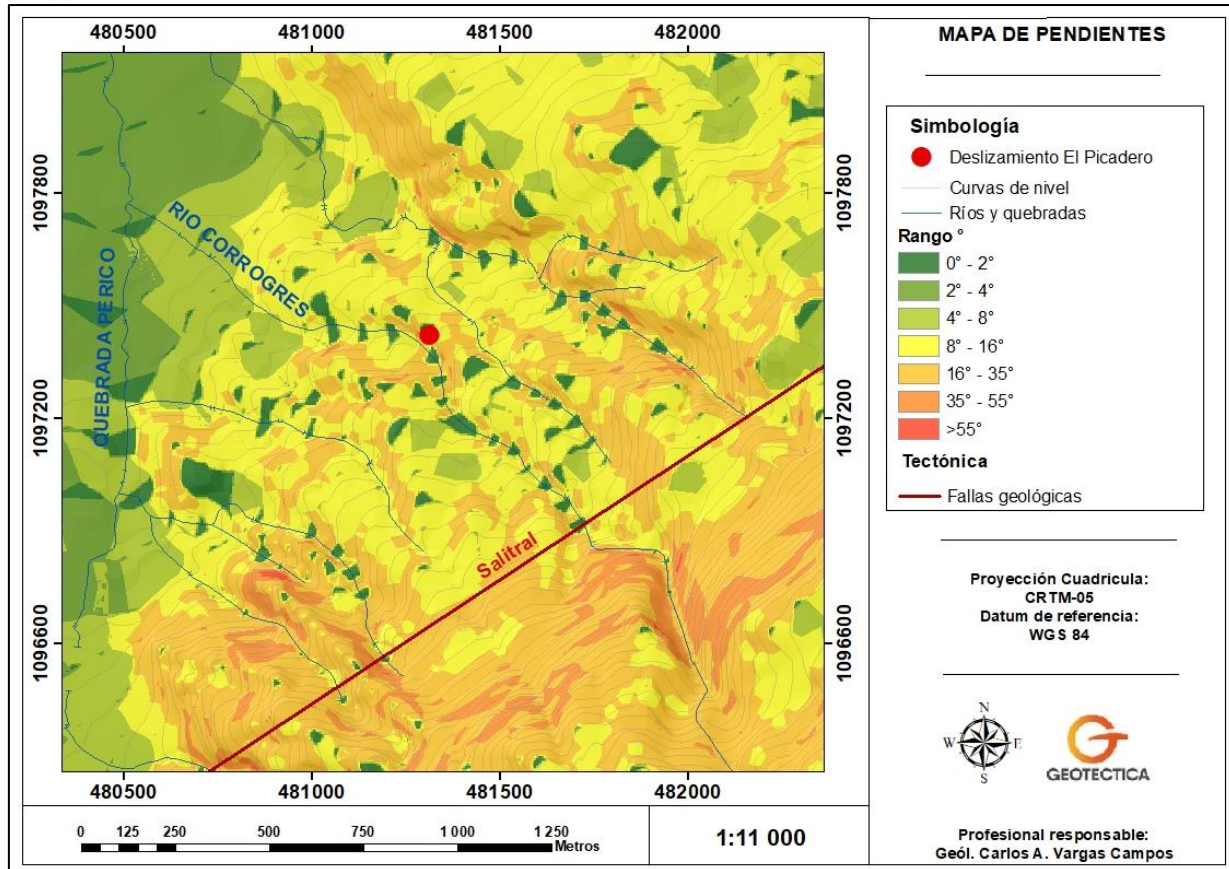 480500 481000 481500 482000
1097800
1097200
1096600
1097800
1097200
1096600
RIO CORROGRES
QUEBRADA PERICO
Salitral
480500 481000 481500 482000
0 125 250 500 750 1 000 1 250
Metros
1:11 000
MAPA DE PENDIENTES
Simbología
Deslizamiento El Picadero
Curvas de nivel
Ríos y quebradas
Rango °
0° - 2°
2° - 4°
4° - 8°
8° - 16°
16° - 35°
35° - 55°
>55°
Tectónica
Fallas geológicas
Proyección Cuadricula:
CRTM-05
Datum de referencia:
WGS 84
N
W E
S
GEOTECTICA
Profesional responsable:
Geól. Carlos A. Vargas Campos